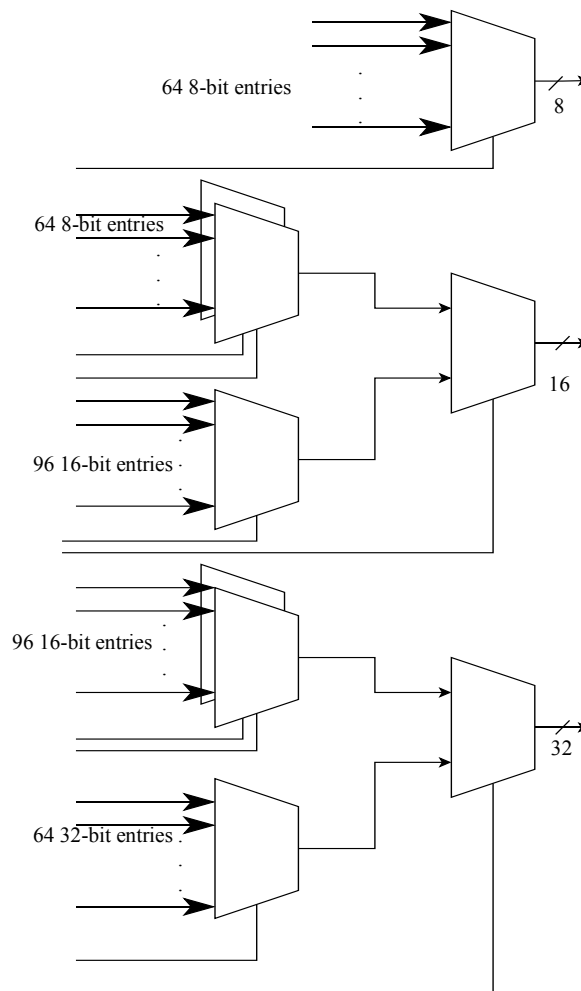 64 8-bit entries
8
64 8-bit entries
16
96 16-bit entries
96 16-bit entries
32
64 32-bit entries